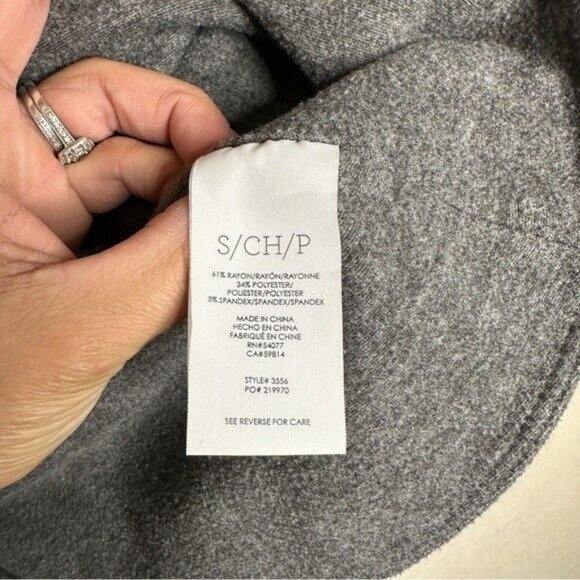 S/CH/P
61% RAYON/RAYÓN/RAYONNE
34% POLYESTER/
POLIESTER/POLYESTER
5% SPANDEX/SPANDEX/SPANDEX
MADE IN CHINA
HECHO EN CHINA
FABRIQUÉ EN CHINE
RN#54077
CA#59814
STYLE# 3556
PO# 219970
SEE REVERSE FOR CARE